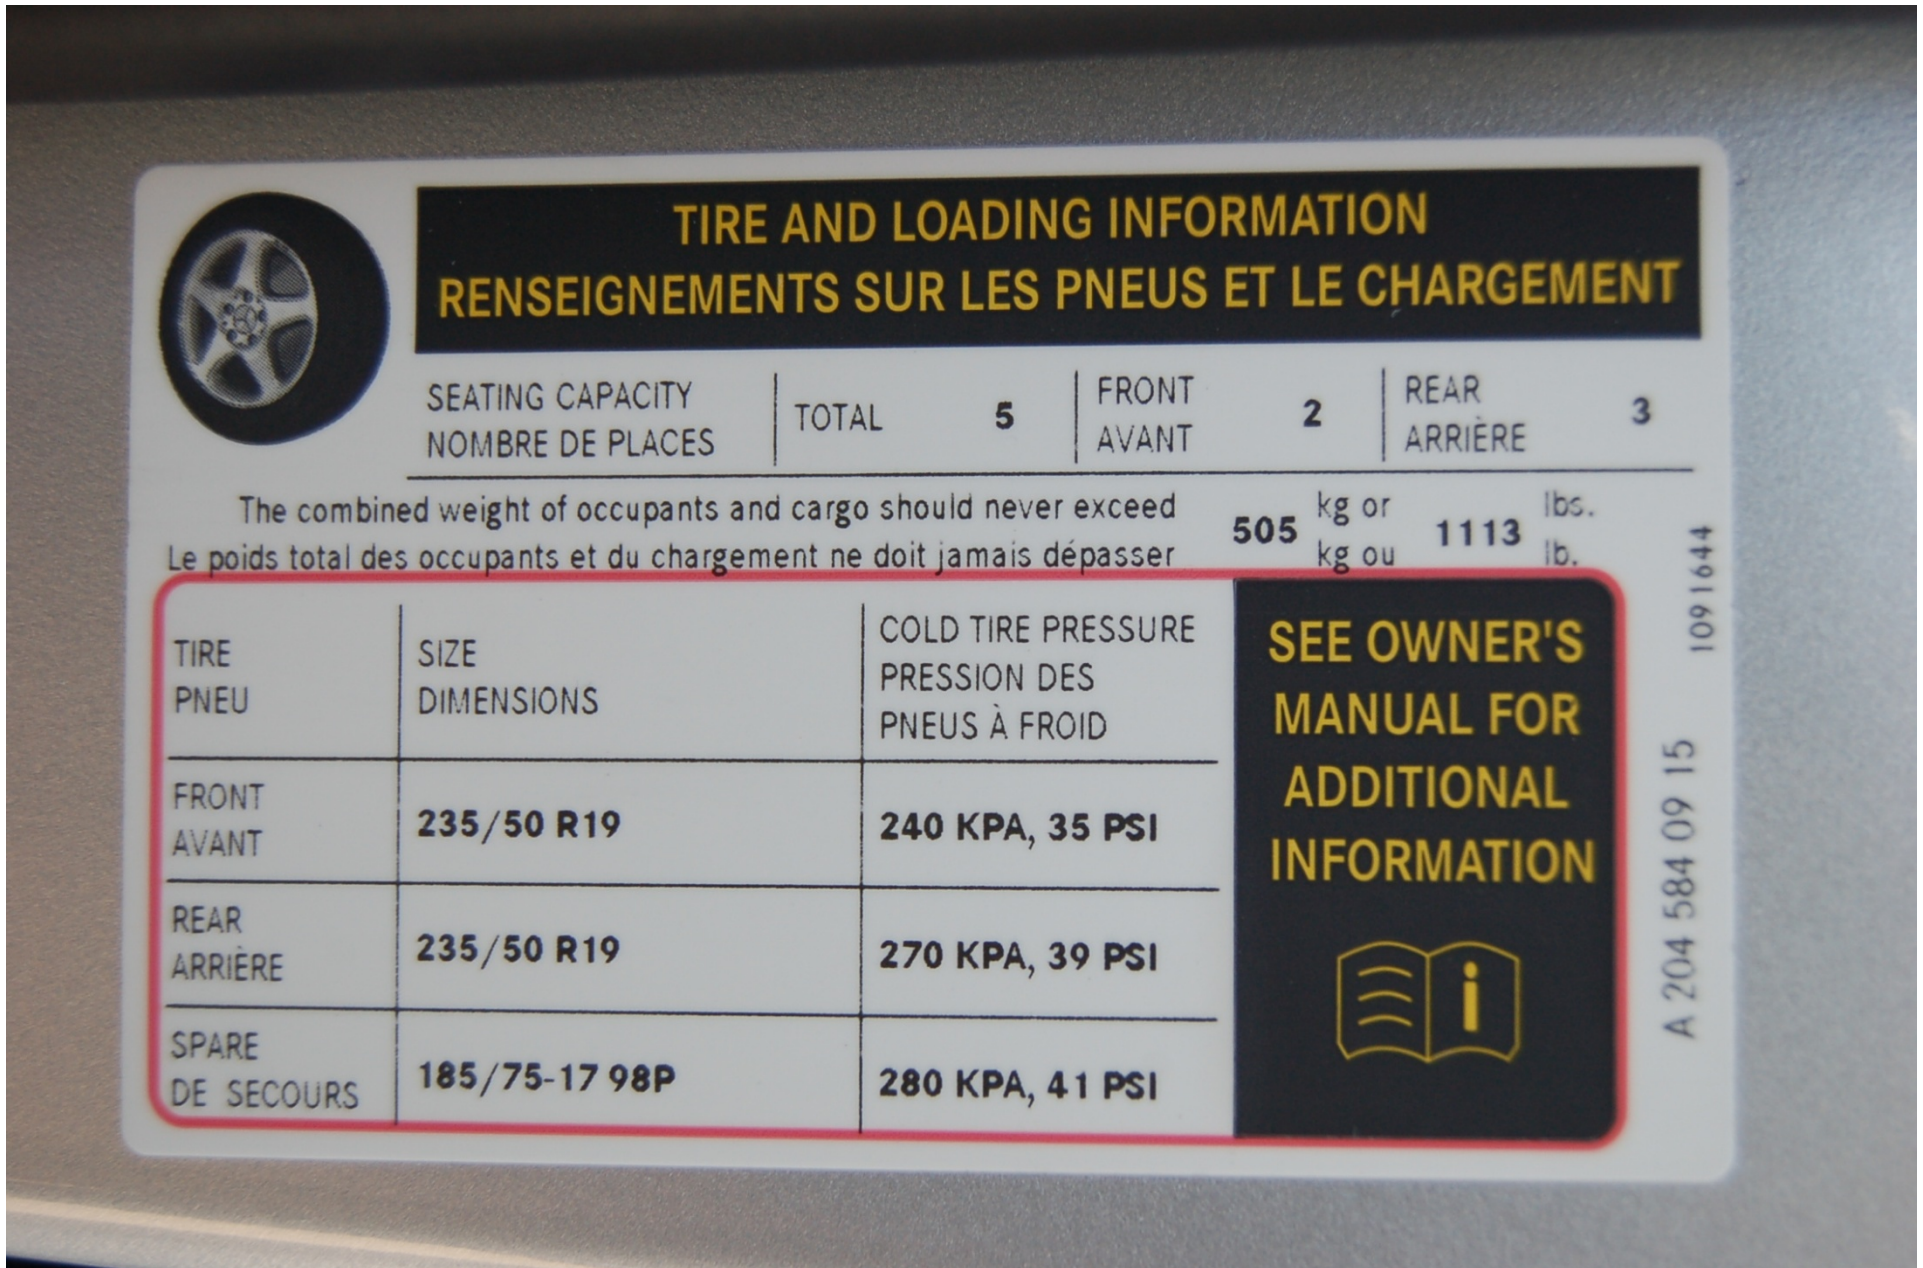 TIRE AND LOADING INFORMATION
RENSEIGNEMENTS SUR LES PNEUS ET LE CHARGEMENT
SEATING CAPACITY
NOMBRE DE PLACES
TOTAL 5
FRONT
AVANT
2
REAR
ARRIÈRE
3
The combined weight of occupants and cargo should never exceed 505 kg or 1113 lbs.
Le poids total des occupants et du chargement ne doit jamais dépasser kg ou lb.
TIRE
PNEU
SIZE
DIMENSIONS
COLD TIRE PRESSURE
PRESSION DES
PNEUS À FROID
FRONT
AVANT
235/50 R19
240 KPA, 35 PSI
REAR
ARRIÈRE
235/50 R19
270 KPA, 39 PSI
SPARE
DE SECOURS
185/75-17 98P
280 KPA, 41 PSI
SEE OWNER'S
MANUAL FOR
ADDITIONAL
INFORMATION
i
A 204 584 09 15 1091644